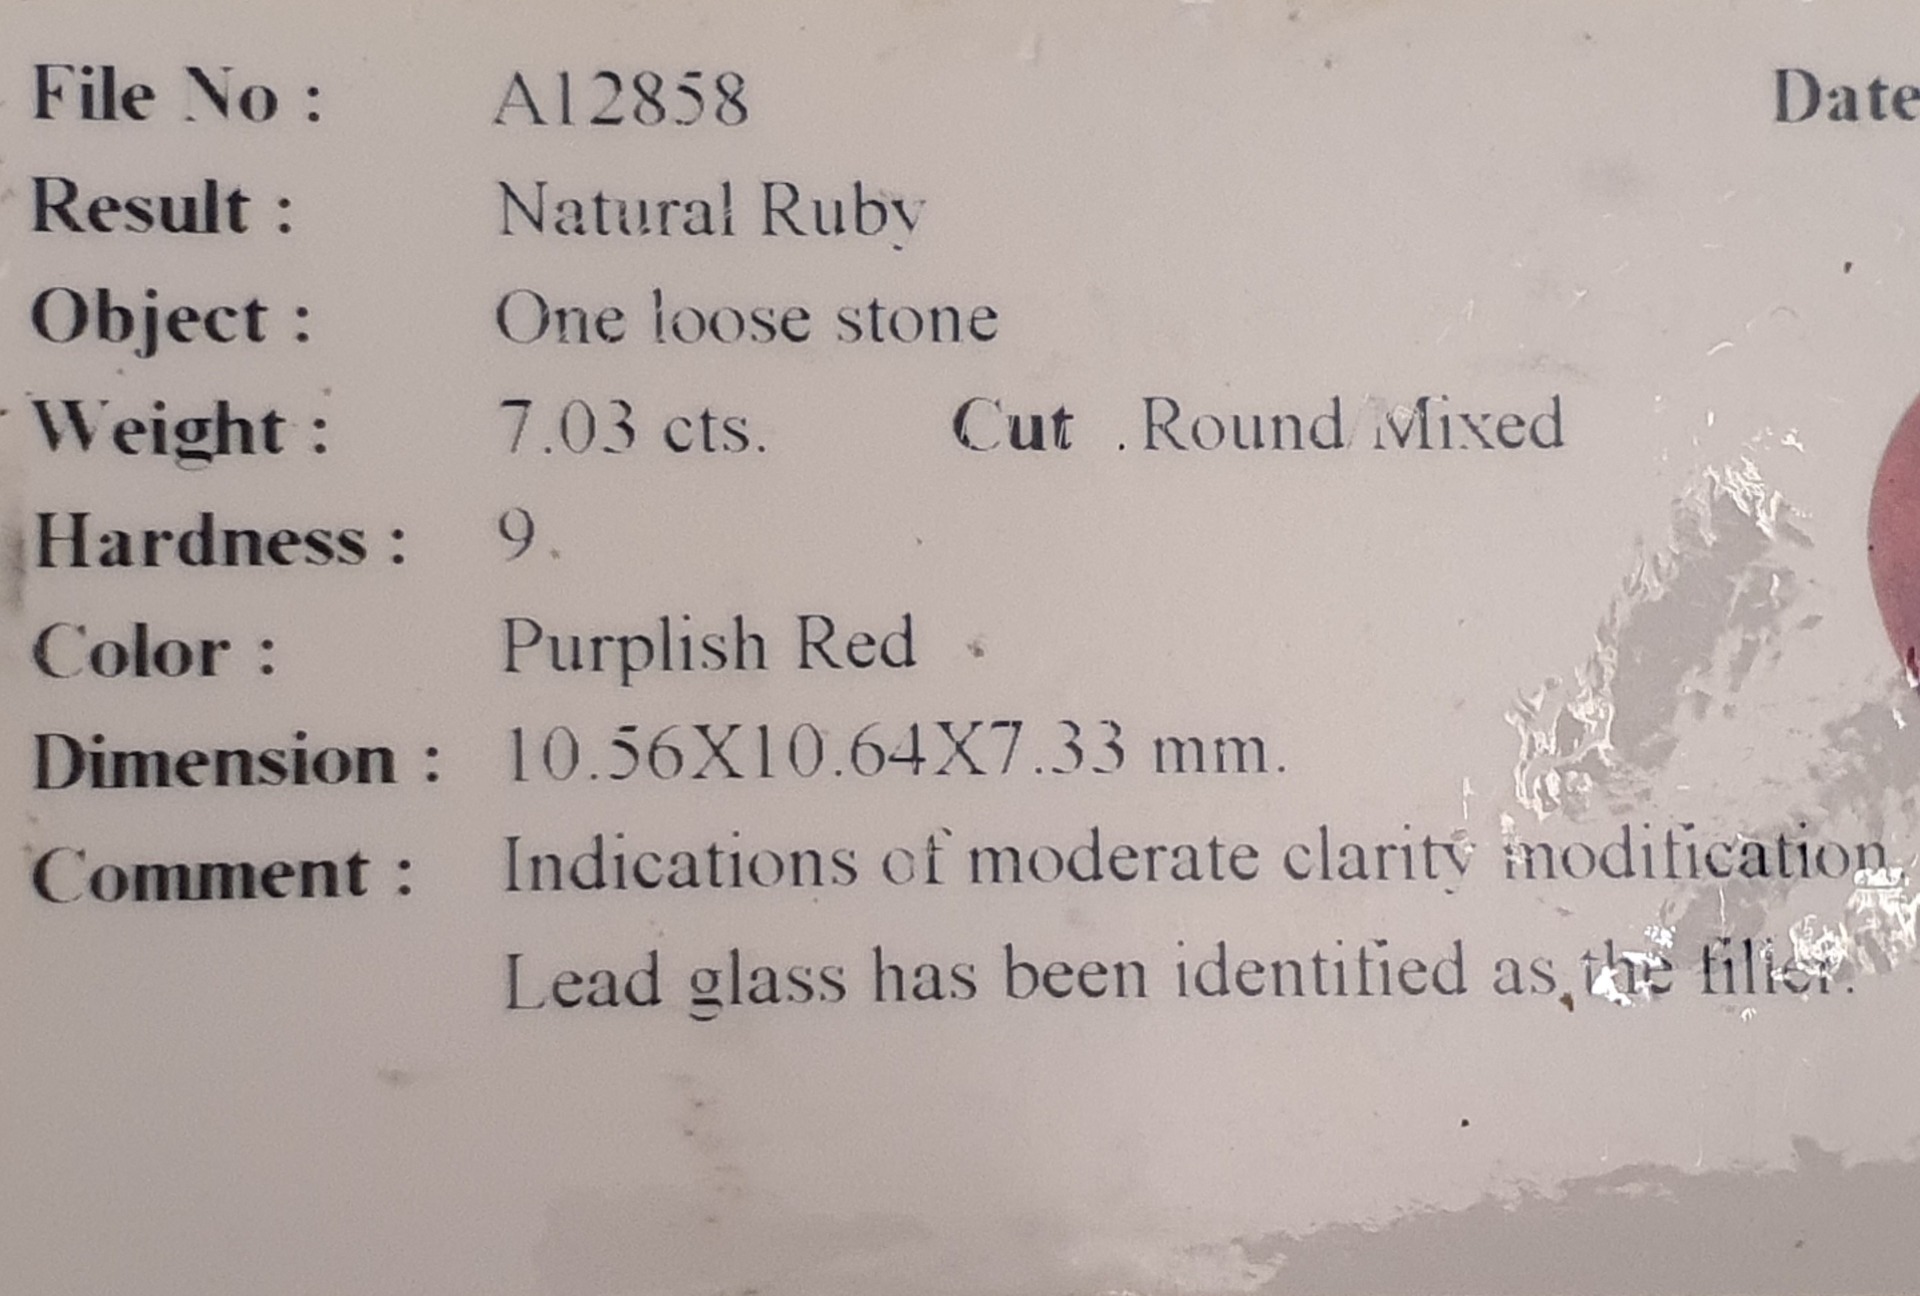 File No : A12858 Date
Result : Natural Ruby
Object : One loose stone
Weight : 7.03 cts. Cut . Round/Mixed
Hardness : 9.
Color : Purplish Red
Dimension : 10.56X10.64X7.33 mm.
Comment : Indications of moderate clarity modification,
Lead glass has been identified as the filler.